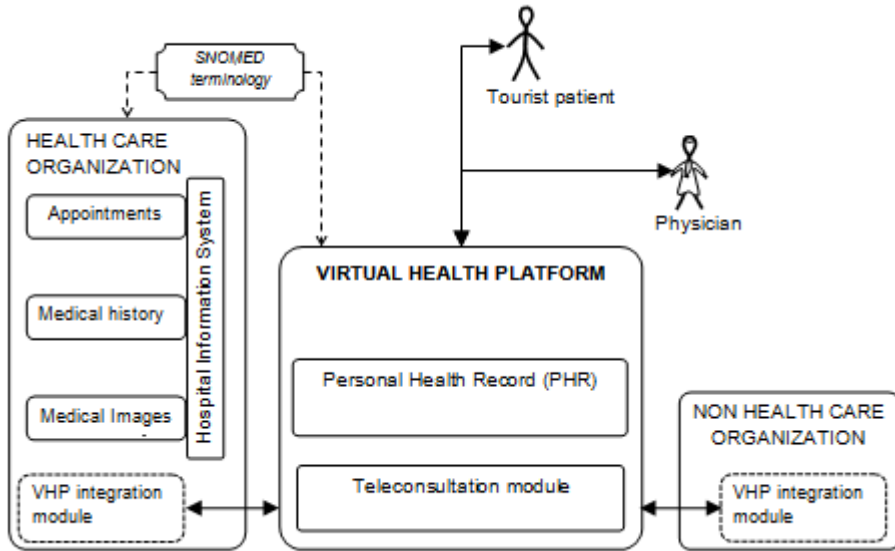 SNOMED
terminology
Tourist patient
Physician
HEALTH CARE
ORGANIZATION
Appointments
Medical history
Medical Images
Hospital Information System
VHP integration
module
VIRTUAL HEALTH PLATFORM
Personal Health Record (PHR)
Teleconsultation module
NON HEALTH CARE
ORGANIZATION
VHP integration
module